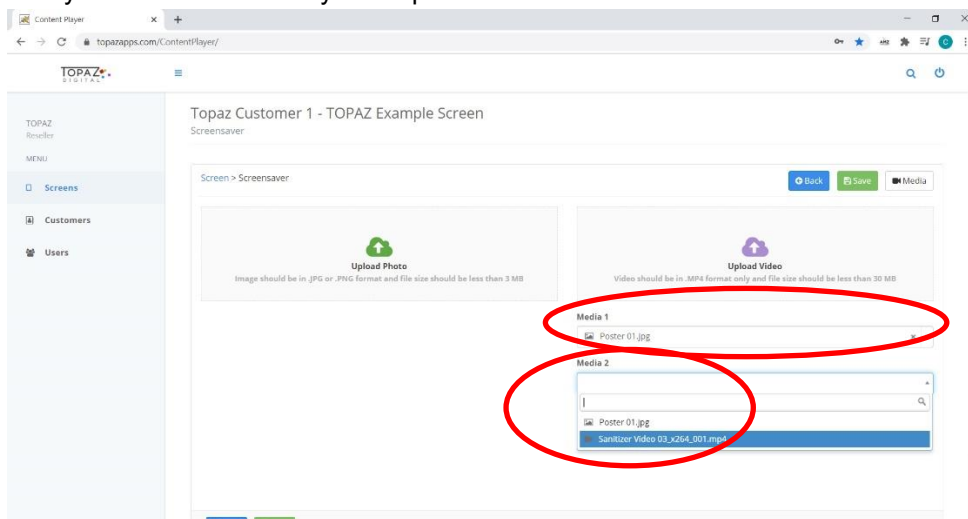 Content Player
topazapps.com/ContentPlayer/
TOPAZ
DIGITAL
TOPAZ
Reseller
MENU
Screens
Customers
Users
Topaz Customer 1 - TOPAZ Example Screen
Screensaver
Screen > Screensaver
Back Save Media
Upload Photo
Image should be in .JPG or .PNG format and file size should be less than 3 MB
Upload Video
Video should be in .MP4 format only and file size should be less than 30 MB
Media 1
Poster 01.jpg
Media 2
Poster 01.jpg
Sanitizer Video 03_x264_001.mp4